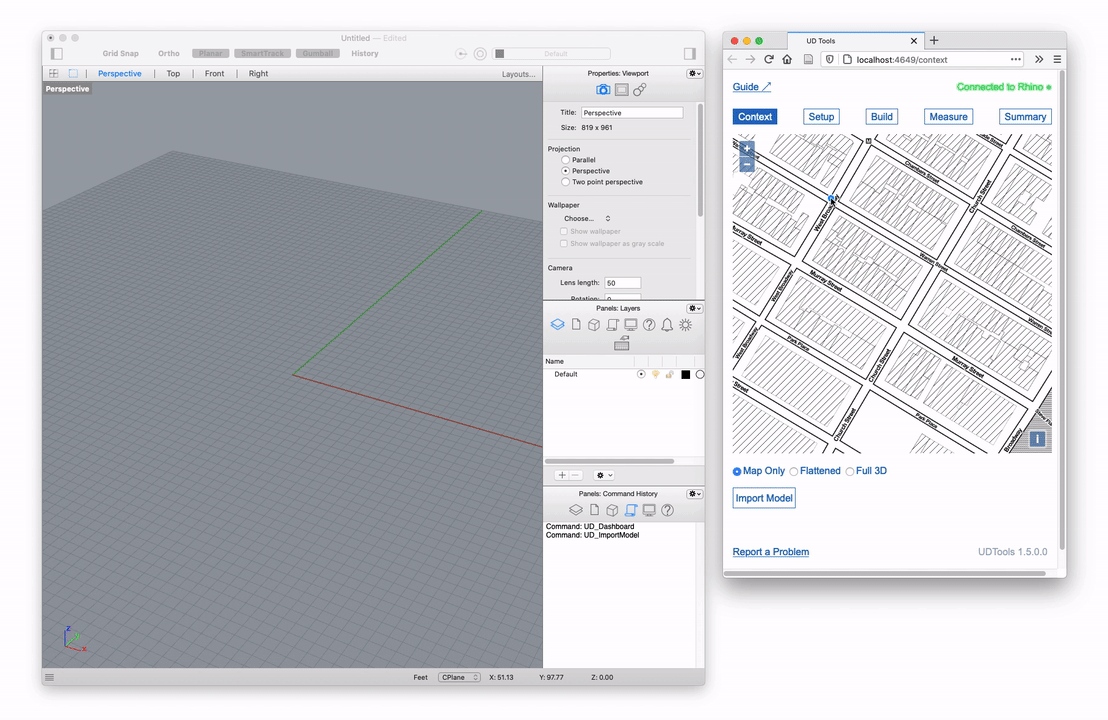 Untitled — Edited
Grid Snap Ortho Planar SmartTrack Gumball History Default
Perspective Top Front Right Layouts...
Perspective
Properties: Viewport
Title: Perspective
Size: 819 x 961
Projection
Parallel
Perspective
Two point perspective
Wallpaper
Choose...
Show wallpaper
Show wallpaper as gray scale
Camera
Lens length: 50
Rotation: 0
Panels: Layers
Name
Default
Panels: Command History
Command: UD_Dashboard
Command: UD_ImportModel
z
y
x
Feet CPlane X: 51.13 Y: 97.77 Z: 0.00
UD Tools
localhost:4649/context
Guide ↗ Connected to Rhino
Context Setup Build Measure Summary
+
−
Chambers Street
Church Street
West Broadway
Murray Street
Chambers Street
Warren Street
West Broadway
Murray Street
Warren Street
West Broadway
Park Place
Church Street
Murray Street
Street
Church Street
Park Place
Broadway
i
Map Only Flattened Full 3D
Import Model
Report a Problem UDTools 1.5.0.0